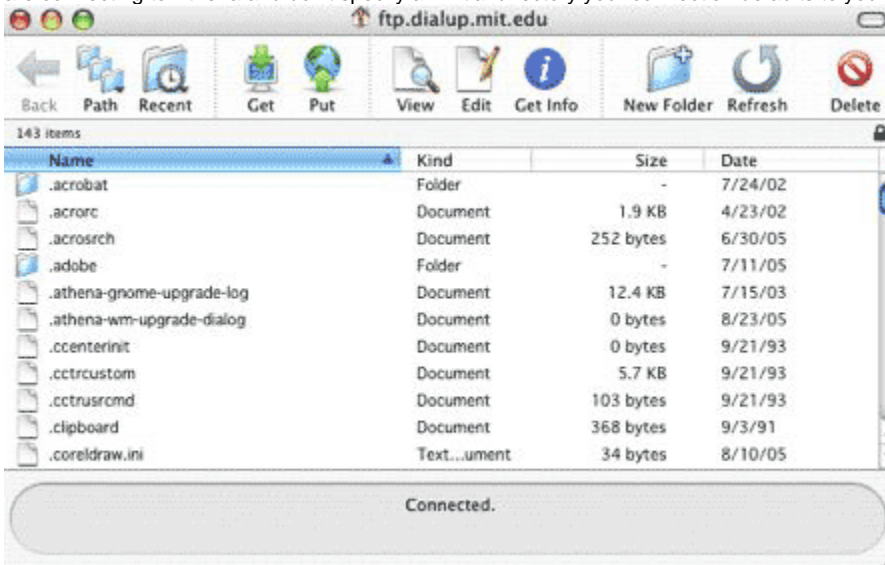 ftp.dialup.mit.edu
Back Path Recent Get Put View Edit Get Info New Folder Refresh Delete
143 items
Name Kind Size Date
.acrobat Folder - 7/24/02
.acrorc Document 1.9 KB 4/23/02
.acrosrch Document 252 bytes 6/30/05
.adobe Folder - 7/11/05
.athena-gnome-upgrade-log Document 12.4 KB 7/15/03
.athena-wm-upgrade-dialog Document 0 bytes 8/23/05
.ccenterinit Document 0 bytes 9/21/93
.cctrcustom Document 5.7 KB 9/21/93
.cctrusrcmd Document 103 bytes 9/21/93
.clipboard Document 368 bytes 9/3/91
.coreldraw.ini Text...ument 34 bytes 8/10/05
Connected.